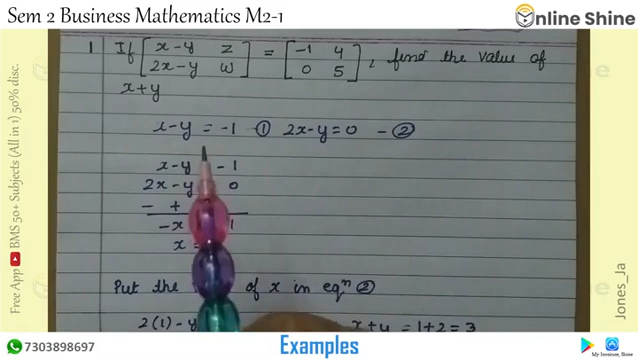 Sem 2 Business Mathematics M2-1
Online Shine
1 If [x-y z = [-1 4 , find the value of
2x-y w] 0 5]
x+y
x-y = -1 ① 2x-y=0 - ②
x-y - 1
2x-y 0
- +
-x 1
x =
Put the of x in eqⁿ ②
2(1)-y
x+y = 1+2 = 3
Free App ▶ BMS 50+ Subjects (All in 1) 50% disc.
Jones_Ja
7303898697
Examples